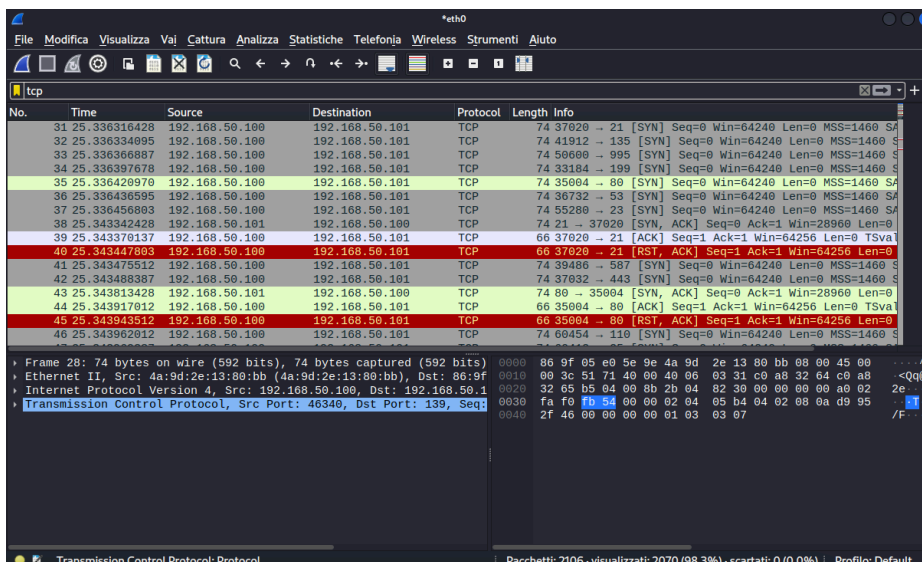 *eth0
File Modifica Visualizza Vai Cattura Analizza Statistiche Telefonia Wireless Strumenti Aiuto
tcp
No. Time Source Destination Protocol Length Info
31 25.336316428 192.168.50.100 192.168.50.101 TCP 74 37020 → 21 [SYN] Seq=0 Win=64240 Len=0 MSS=1460 SA
32 25.336334095 192.168.50.100 192.168.50.101 TCP 74 41912 → 135 [SYN] Seq=0 Win=64240 Len=0 MSS=1460 S
33 25.336366887 192.168.50.100 192.168.50.101 TCP 74 50600 → 995 [SYN] Seq=0 Win=64240 Len=0 MSS=1460 S
34 25.336397678 192.168.50.100 192.168.50.101 TCP 74 33184 → 199 [SYN] Seq=0 Win=64240 Len=0 MSS=1460 S
35 25.336420970 192.168.50.100 192.168.50.101 TCP 74 35004 → 80 [SYN] Seq=0 Win=64240 Len=0 MSS=1460 SA
36 25.336436595 192.168.50.100 192.168.50.101 TCP 74 36732 → 53 [SYN] Seq=0 Win=64240 Len=0 MSS=1460 SA
37 25.336456803 192.168.50.100 192.168.50.101 TCP 74 55280 → 23 [SYN] Seq=0 Win=64240 Len=0 MSS=1460 SA
38 25.343342428 192.168.50.101 192.168.50.100 TCP 74 21 → 37020 [SYN, ACK] Seq=0 Ack=1 Win=28960 Len=0
39 25.343370137 192.168.50.100 192.168.50.101 TCP 66 37020 → 21 [ACK] Seq=1 Ack=1 Win=64256 Len=0 TSval
40 25.343447803 192.168.50.100 192.168.50.101 TCP 66 37020 → 21 [RST, ACK] Seq=1 Ack=1 Win=64256 Len=0
41 25.343475512 192.168.50.100 192.168.50.101 TCP 74 39486 → 587 [SYN] Seq=0 Win=64240 Len=0 MSS=1460 S
42 25.343488387 192.168.50.100 192.168.50.101 TCP 74 37032 → 443 [SYN] Seq=0 Win=64240 Len=0 MSS=1460 S
43 25.343813428 192.168.50.101 192.168.50.100 TCP 74 80 → 35004 [SYN, ACK] Seq=0 Ack=1 Win=28960 Len=0
44 25.343917012 192.168.50.100 192.168.50.101 TCP 66 35004 → 80 [ACK] Seq=1 Ack=1 Win=64256 Len=0 TSval
45 25.343943512 192.168.50.100 192.168.50.101 TCP 66 35004 → 80 [RST, ACK] Seq=1 Ack=1 Win=64256 Len=0
46 25.343962012 192.168.50.100 192.168.50.101 TCP 74 60454 → 110 [SYN] Seq=0 Win=64240 Len=0 MSS=1460 S
Frame 28: 74 bytes on wire (592 bits), 74 bytes captured (592 bits)
Ethernet II, Src: 4a:9d:2e:13:80:bb (4a:9d:2e:13:80:bb), Dst: 86:9f
Internet Protocol Version 4, Src: 192.168.50.100, Dst: 192.168.50.1
Transmission Control Protocol, Src Port: 46340, Dst Port: 139, Seq:
0000 86 9f 05 e0 5e 9e 4a 9d 2e 13 80 bb 08 00 45 00
0010 00 3c 51 71 40 00 40 06 03 31 c0 a8 32 64 c0 a8 ·<Qq
0020 32 65 b5 04 00 8b 2b 04 82 30 00 00 00 00 a0 02 2e··
0030 fa f0 fb 54 00 00 02 04 05 b4 04 02 08 0a d9 95 ···T
0040 2f 46 00 00 00 00 01 03 03 07 /F··
Transmission Control Protocol: Protocol
Pacchetti: 2106 · visualizzati: 2070 (98.3%) · scartati: 0 (0.0%)
Profilo: Default